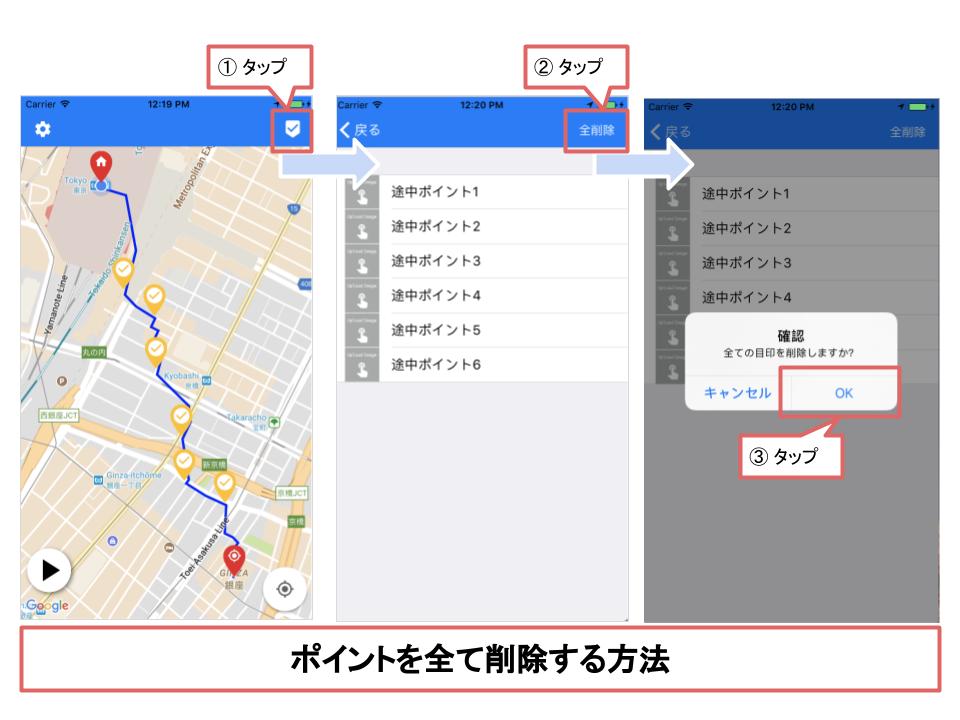 ① タップ
② タップ
Carrier 12:19 PM
Tokyo
東京
Metropolitan Ex
Tokaido Shinkansen
Yamanote Line
15
408
丸の内
Kyobashi
京橋
西銀座JCT
Takaracho
宝町
新京橋
Ginza-itchōme
銀座一丁目
京橋JCT
京橋
Toei Asakusa Line
GINZA
銀座
Google
Carrier 12:20 PM
戻る 全削除
途中ポイント1
途中ポイント2
途中ポイント3
途中ポイント4
途中ポイント5
途中ポイント6
Carrier 12:20 PM
戻る 全削除
途中ポイント1
途中ポイント2
途中ポイント3
途中ポイント4
確認
全ての目印を削除しますか?
キャンセル OK
③ タップ
ポイントを全て削除する方法